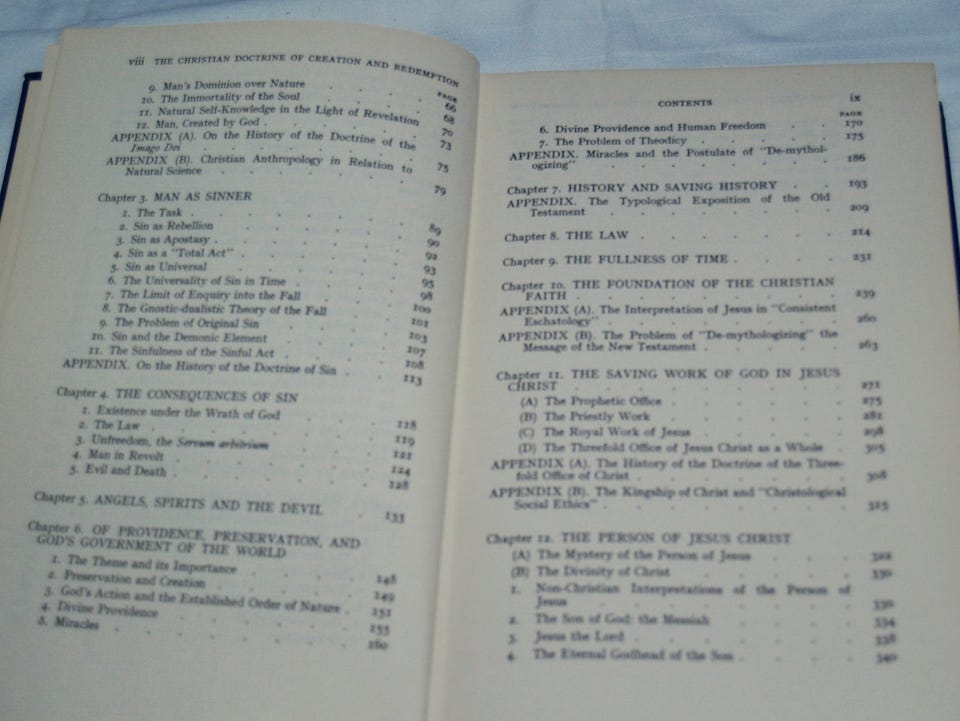 viii THE CHRISTIAN DOCTRINE OF CREATION AND REDEMPTION
PAGE
9. Man's Dominion over Nature 66
10. The Immortality of the Soul 68
11. Natural Self-Knowledge in the Light of Revelation 70
12. Man, Created by God 73
APPENDIX (A). On the History of the Doctrine of the
Imago Dei 75
APPENDIX (B). Christian Anthropology in Relation to
Natural Science 79
Chapter 3. MAN AS SINNER
1. The Task 89
2. Sin as Rebellion 90
3. Sin as Apostasy 92
4. Sin as a "Total Act" 93
5. Sin as Universal 95
6. The Universality of Sin in Time 98
7. The Limit of Enquiry into the Fall 100
8. The Gnostic-dualistic Theory of the Fall 101
9. The Problem of Original Sin 103
10. Sin and the Demonic Element 107
11. The Sinfulness of the Sinful Act 108
APPENDIX. On the History of the Doctrine of Sin 113
Chapter 4. THE CONSEQUENCES OF SIN
1. Existence under the Wrath of God 118
2. The Law 119
3. Unfreedom, the Servum arbitrium 121
4. Man in Revolt 124
5. Evil and Death 128
Chapter 5. ANGELS, SPIRITS AND THE DEVIL 133
Chapter 6. OF PROVIDENCE, PRESERVATION, AND
GOD'S GOVERNMENT OF THE WORLD
1. The Theme and its Importance 148
2. Preservation and Creation 149
3. God's Action and the Established Order of Nature 151
4. Divine Providence 155
5. Miracles 160
CONTENTS ix
PAGE
6. Divine Providence and Human Freedom 170
7. The Problem of Theodicy 175
APPENDIX. Miracles and the Postulate of "De-mythol-
ogizing" 186
Chapter 7. HISTORY AND SAVING HISTORY 193
APPENDIX. The Typological Exposition of the Old
Testament 209
Chapter 8. THE LAW 214
Chapter 9. THE FULLNESS OF TIME 231
Chapter 10. THE FOUNDATION OF THE CHRISTIAN
FAITH 239
APPENDIX (A). The Interpretation of Jesus in "Consistent
Eschatology" 260
APPENDIX (B). The Problem of "De-mythologizing" the
Message of the New Testament 263
Chapter 11. THE SAVING WORK OF GOD IN JESUS
CHRIST 271
(A) The Prophetic Office 275
(B) The Priestly Work 281
(C) The Royal Work of Jesus 298
(D) The Threefold Office of Jesus Christ as a Whole 305
APPENDIX (A). The History of the Doctrine of the Three-
fold Office of Christ 308
APPENDIX (B). The Kingship of Christ and "Christological
Social Ethics" 315
Chapter 12. THE PERSON OF JESUS CHRIST
(A) The Mystery of the Person of Jesus 322
(B) The Divinity of Christ 330
1. Non-Christian Interpretations of the Person of
Jesus 330
2. The Son of God: the Messiah 334
3. Jesus the Lord 338
4. The Eternal Godhead of the Son 340